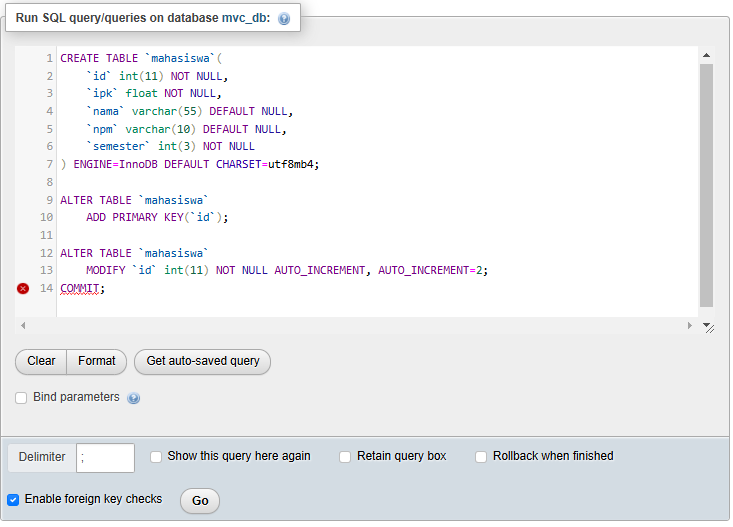 Run SQL query/queries on database mvc_db:
1 CREATE TABLE `mahasiswa`(
2 `id` int(11) NOT NULL,
3 `ipk` float NOT NULL,
4 `nama` varchar(55) DEFAULT NULL,
5 `npm` varchar(10) DEFAULT NULL,
6 `semester` int(3) NOT NULL
7 ) ENGINE=InnoDB DEFAULT CHARSET=utf8mb4;
8
9 ALTER TABLE `mahasiswa`
10 ADD PRIMARY KEY(`id`);
11
12 ALTER TABLE `mahasiswa`
13 MODIFY `id` int(11) NOT NULL AUTO_INCREMENT, AUTO_INCREMENT=2;
14 COMMIT;
Clear Format Get auto-saved query
Bind parameters
Delimiter ; Show this query here again Retain query box Rollback when finished
Enable foreign key checks Go